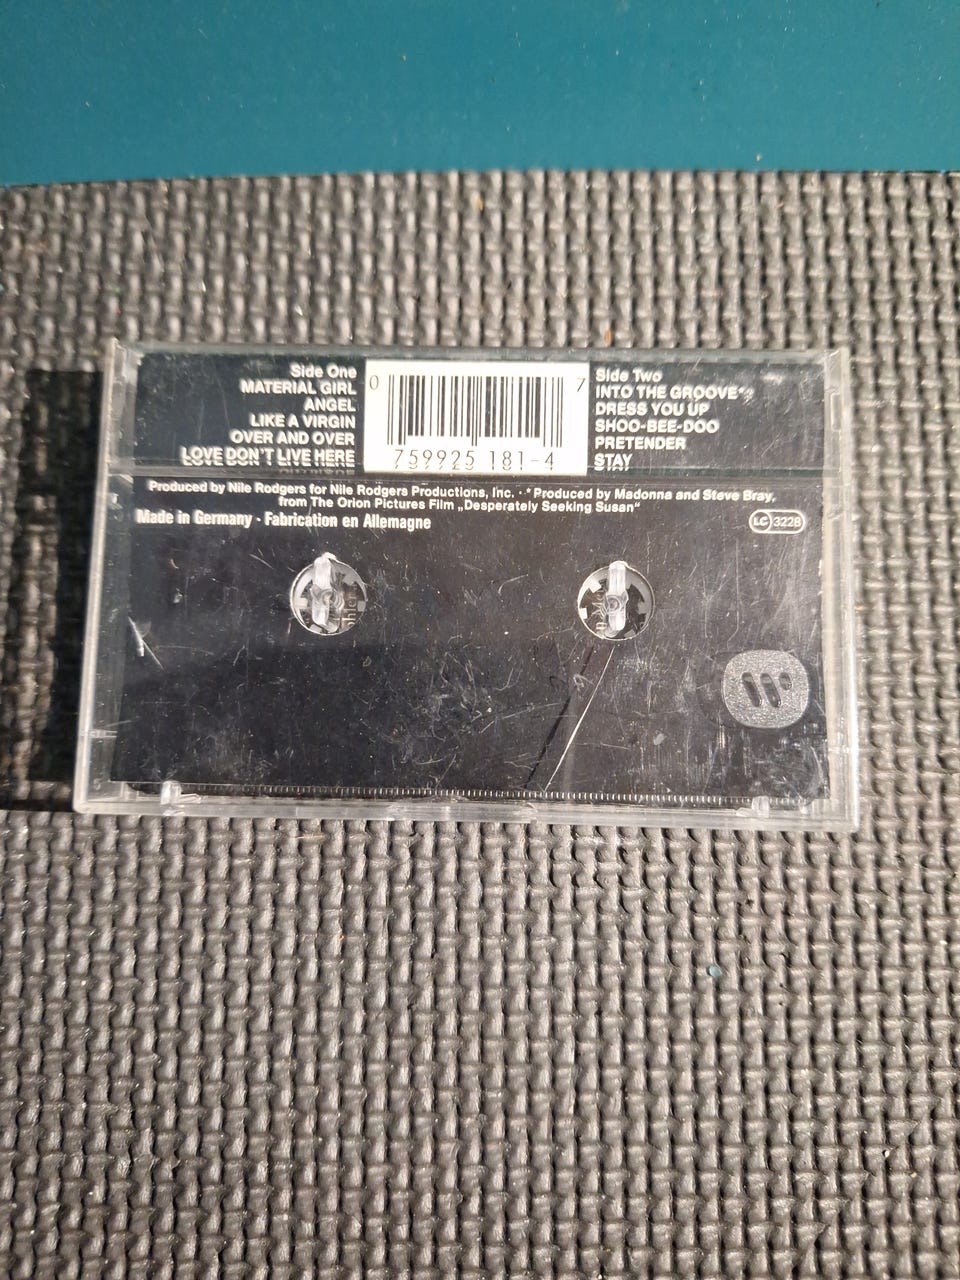 Side One
MATERIAL GIRL
ANGEL
LIKE A VIRGIN
OVER AND OVER
LOVE DON'T LIVE HERE
0 7
759925 181-4
Side Two
INTO THE GROOVE*
DRESS YOU UP
SHOO-BEE-DOO
PRETENDER
STAY
Produced by Nile Rodgers for Nile Rodgers Productions, Inc. · *Produced by Madonna and Steve Bray,
from The Orion Pictures Film „Desperately Seeking Susan“
Made in Germany · Fabrication en Allemagne
LC 3228